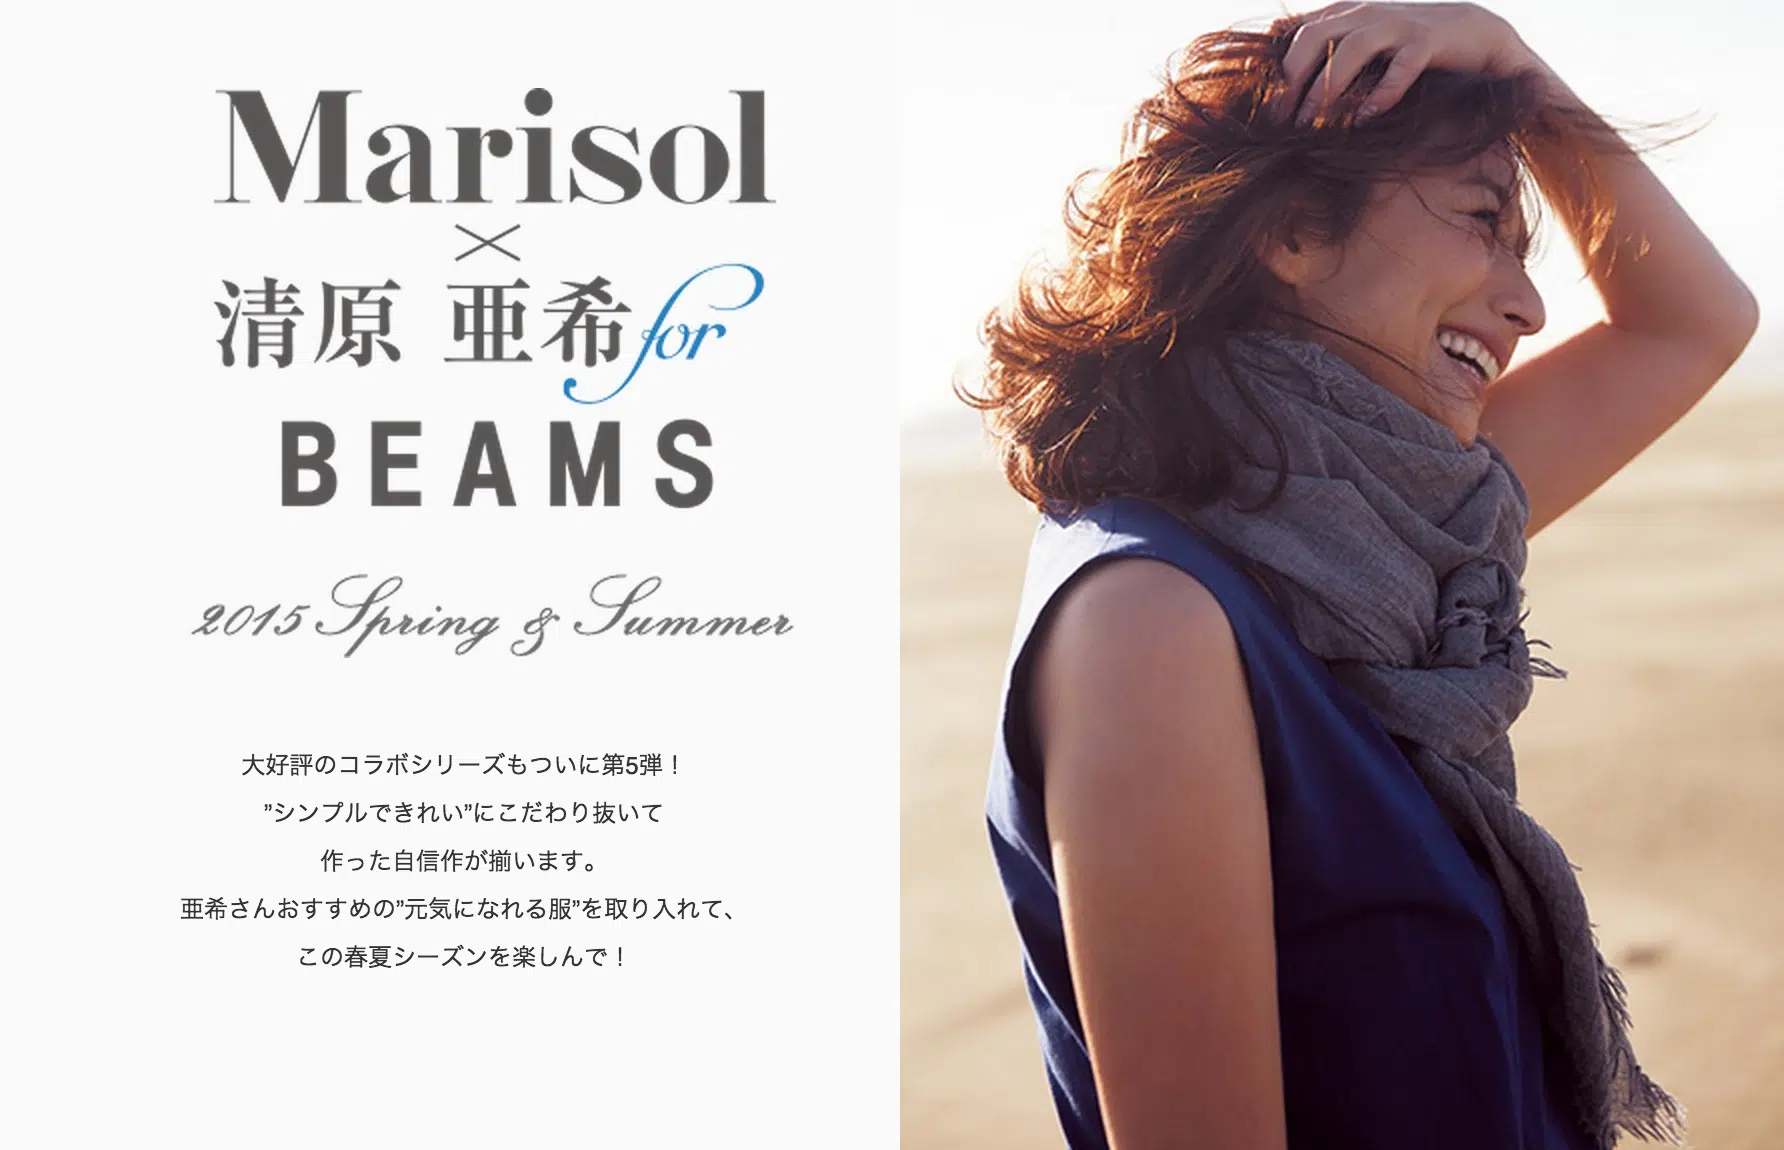 Marisol
×
清原 亜希 for
BEAMS
2015 Spring & Summer
大好評のコラボシリーズもついに第5弾！
”シンプルできれい”にこだわり抜いて
作った自信作が揃います。
亜希さんおすすめの”元気になれる服”を取り入れて、
この春夏シーズンを楽しんで！